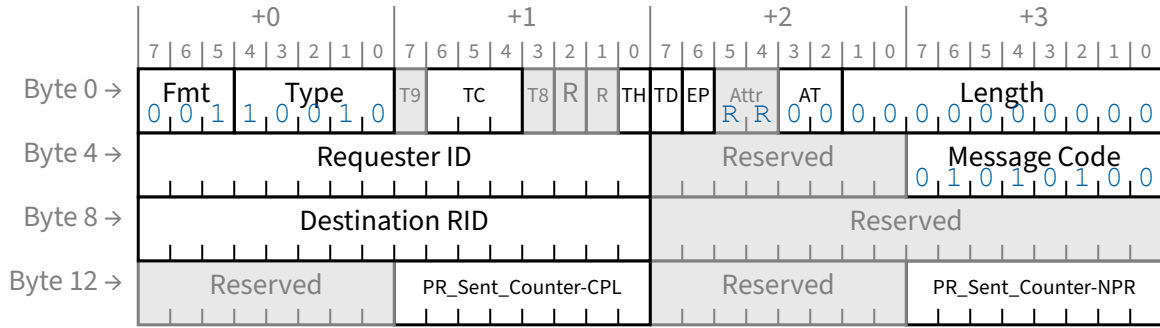 +0 +1 +2 +3
7 6 5 4 3 2 1 0 7 6 5 4 3 2 1 0 7 6 5 4 3 2 1 0 7 6 5 4 3 2 1 0
Byte 0 → Fmt Type T9 TC T8 R R TH TD EP Attr AT Length
0 0 1 1 0 0 1 0 R R 0 0 0 0 0 0 0 0 0 0 0 0
Byte 4 → Requester ID Reserved Message Code
0 1 0 1 0 1 0 0
Byte 8 → Destination RID Reserved
Byte 12 → Reserved PR_Sent_Counter-CPL Reserved PR_Sent_Counter-NPR